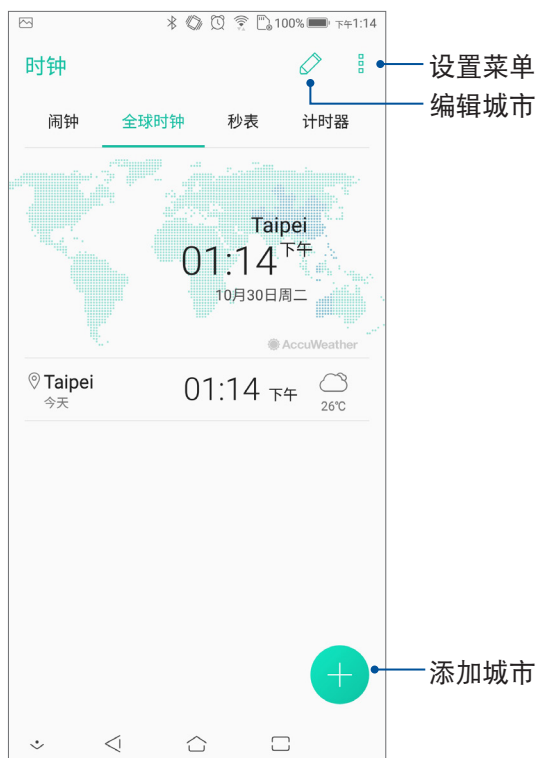 100% 下午1:14
时钟
设置菜单
编辑城市
闹钟 全球时钟 秒表 计时器
Taipei
01:14下午
10月30日周二
AccuWeather
Taipei 01:14 下午
今天 26℃
添加城市